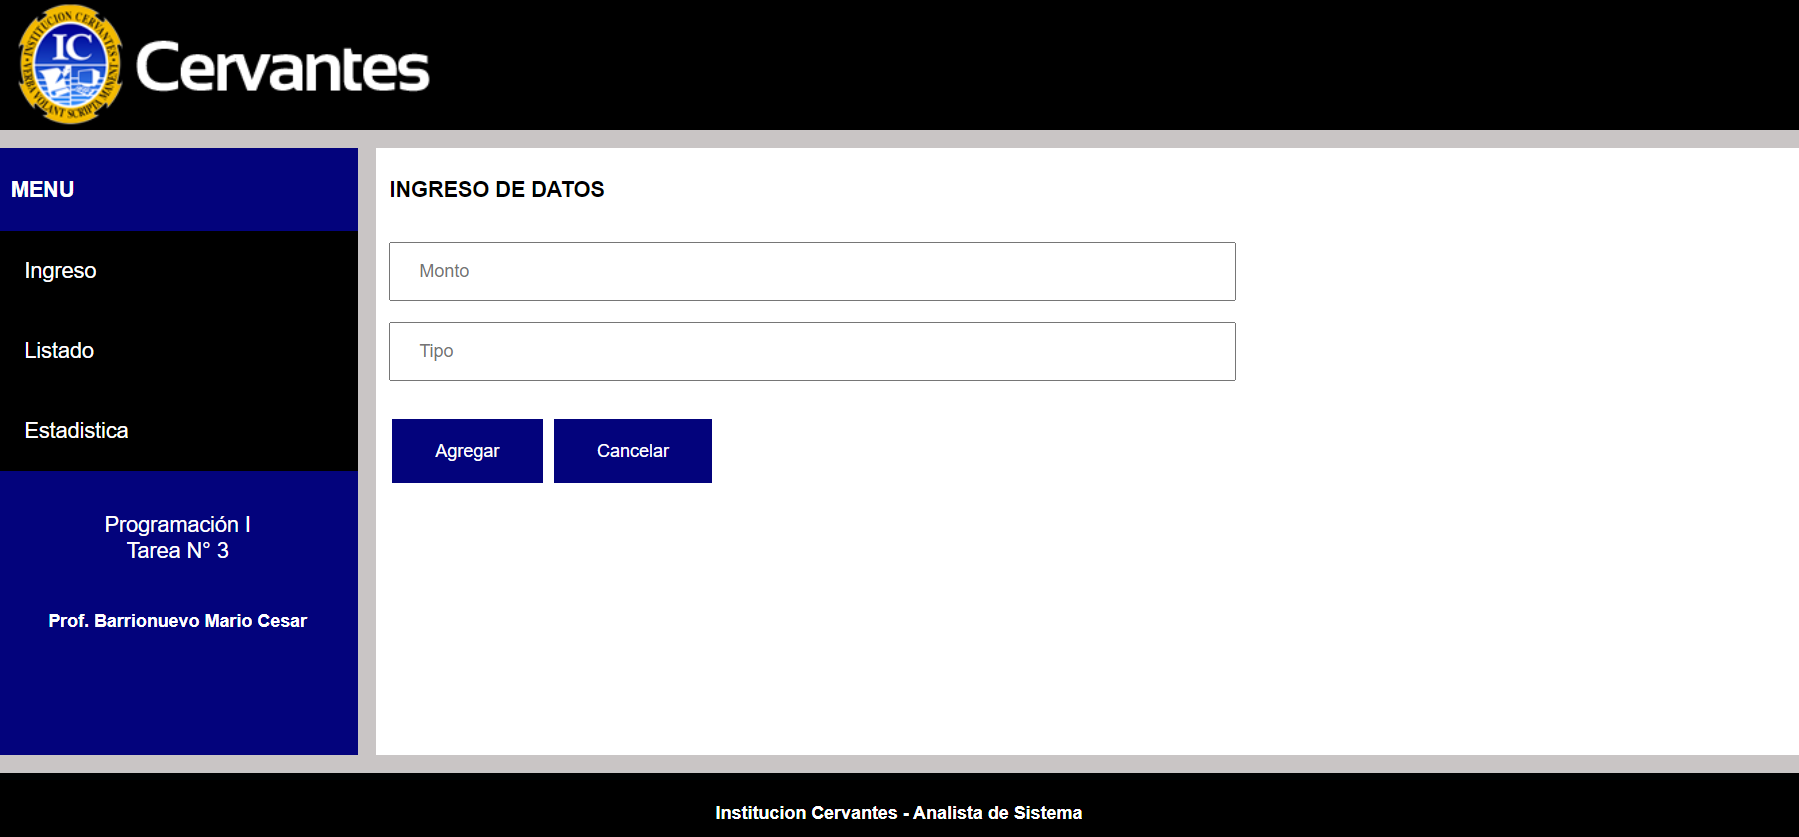 INSTITUCION CERVANTES
IC
VERBA VOLANT SCRIPTA MANENT
Cervantes
MENU
Ingreso
Listado
Estadistica
Programación I
Tarea N° 3
Prof. Barrionuevo Mario Cesar
INGRESO DE DATOS
Monto
Tipo
Agregar
Cancelar
Institucion Cervantes - Analista de Sistema